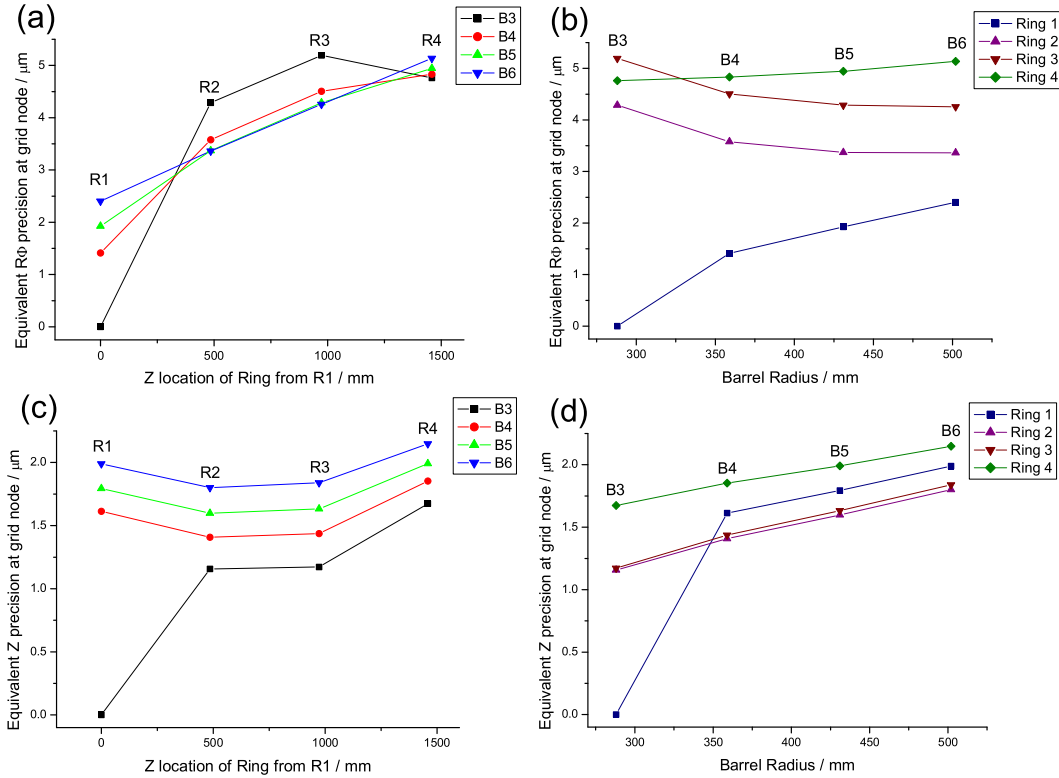 (a)
B3
B4
B5
B6
R1
R2
R3
R4
5
4
3
2
1
0
Equivalent RΦ precision at grid node / μm
0
500
1000
1500
Z location of Ring from R1 / mm
(b)
Ring 1
Ring 2
Ring 3
Ring 4
B3
B4
B5
B6
5
4
3
2
1
0
Equivalent RΦ precision at grid node / μm
300
350
400
450
500
Barrel Radius / mm
(c)
B3
B4
B5
B6
R1
R2
R3
R4
2.0
1.5
1.0
0.0
Equivalent Z precision at grid node / μm
0
500
1000
1500
Z location of Ring from R1 / mm
(d)
Ring 1
Ring 2
Ring 3
Ring 4
B3
B4
B5
B6
2.0
1.5
1.0
0.0
Equivalent Z precision at grid node / μm
300
350
400
450
500
Barrel Radius / mm